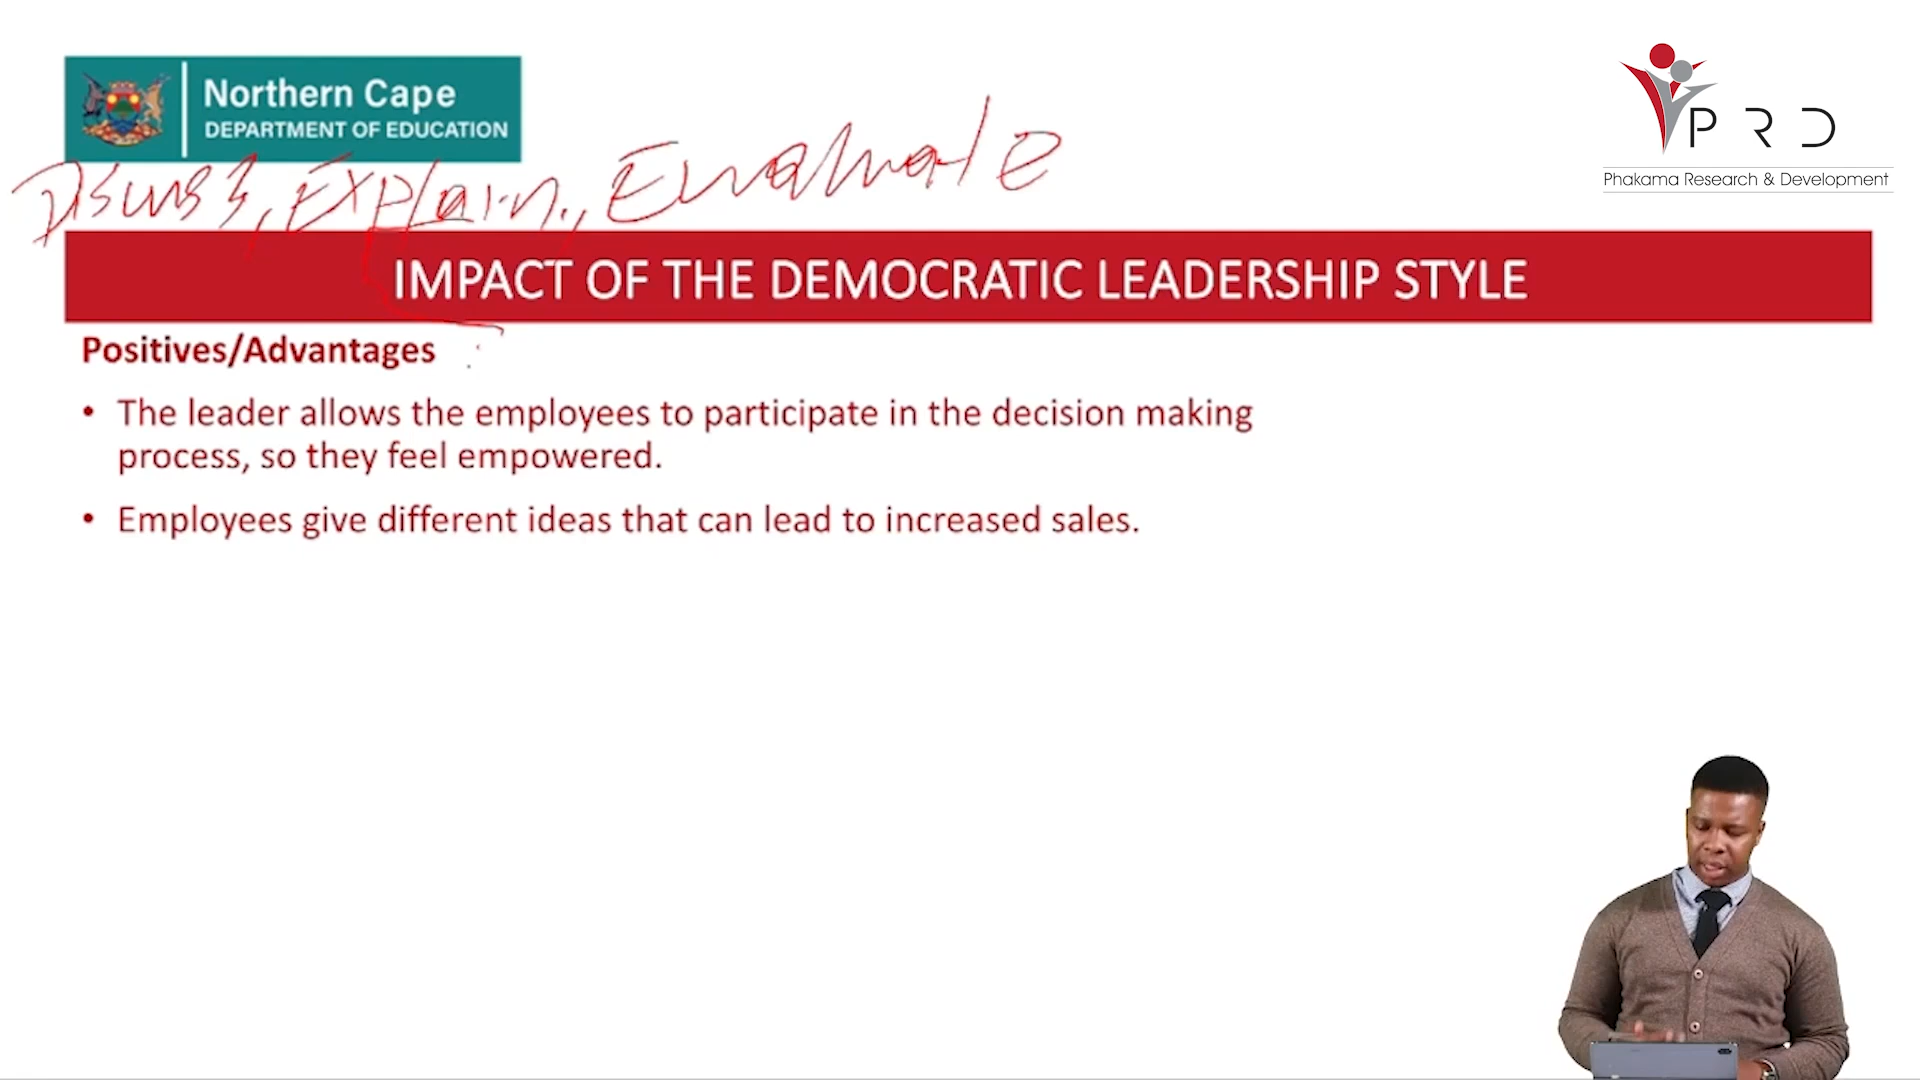 Northern Cape
DEPARTMENT OF EDUCATION
P R D
Phakama Research & Development
Discuss, Explain, Evaluate
IMPACT OF THE DEMOCRATIC LEADERSHIP STYLE
Positives/Advantages
• The leader allows the employees to participate in the decision making
process, so they feel empowered.
• Employees give different ideas that can lead to increased sales.